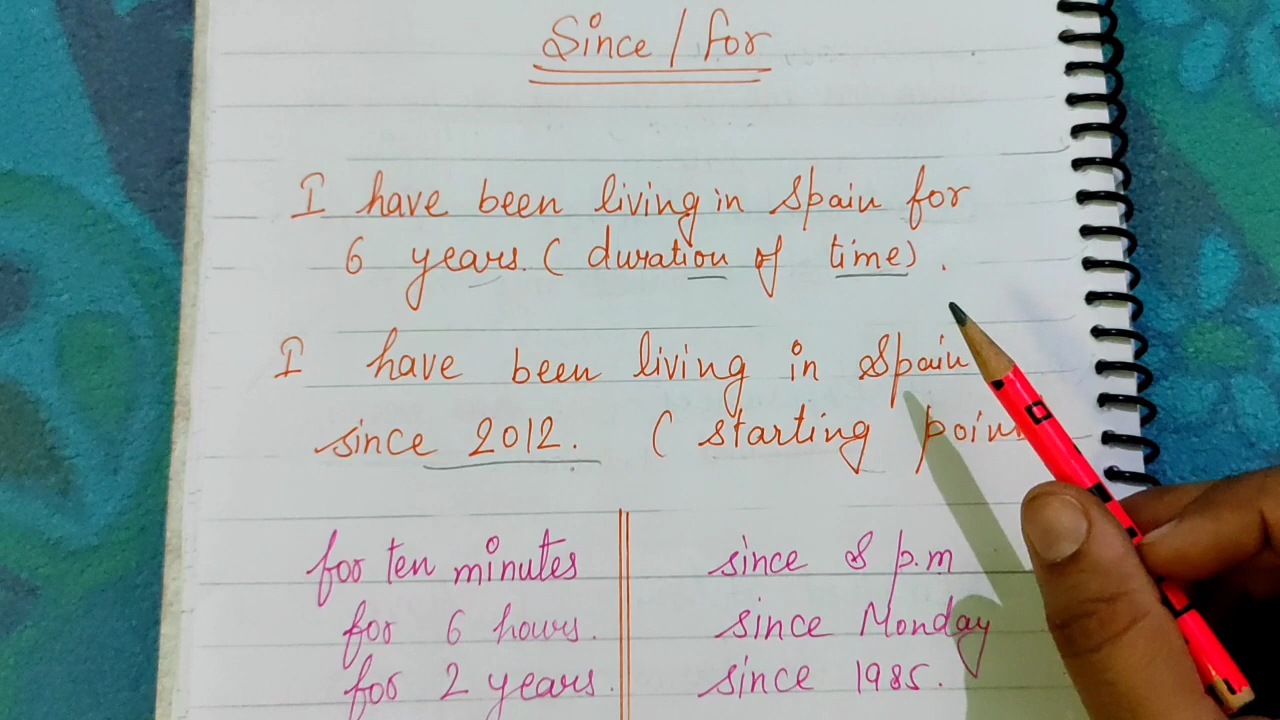 Since / for
I have been living in Spain for
6 years. ( duration of time) .
I have been living in Spain
since 2012. ( starting poin
for ten minutes
for 6 hours.
for 2 years.
since 8 p.m
since Monday
since 1985.